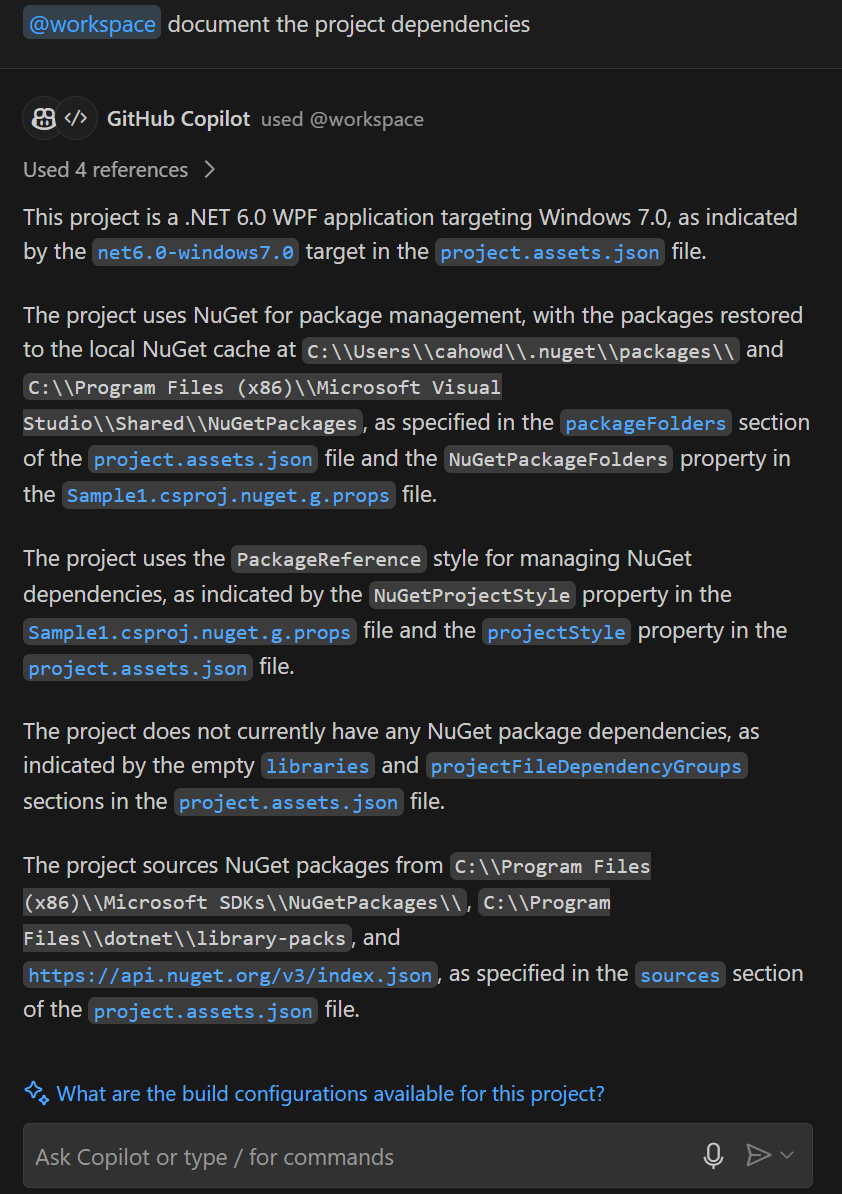 @workspace document the project dependencies
GitHub Copilot used @workspace
Used 4 references
This project is a .NET 6.0 WPF application targeting Windows 7.0, as indicated
by the net6.0-windows7.0 target in the project.assets.json file.
The project uses NuGet for package management, with the packages restored
to the local NuGet cache at C:\\Users\\cahowd\\.nuget\\packages\\ and
C:\\Program Files (x86)\\Microsoft Visual
Studio\\Shared\\NuGetPackages, as specified in the packageFolders section
of the project.assets.json file and the NuGetPackageFolders property in
the Sample1.csproj.nuget.g.props file.
The project uses the PackageReference style for managing NuGet
dependencies, as indicated by the NuGetProjectStyle property in the
Sample1.csproj.nuget.g.props file and the projectStyle property in the
project.assets.json file.
The project does not currently have any NuGet package dependencies, as
indicated by the empty libraries and projectFileDependencyGroups
sections in the project.assets.json file.
The project sources NuGet packages from C:\\Program Files
(x86)\\Microsoft SDKs\\NuGetPackages\\, C:\\Program
Files\\dotnet\\library-packs, and
https://api.nuget.org/v3/index.json, as specified in the sources section
of the project.assets.json file.
What are the build configurations available for this project?
Ask Copilot or type / for commands